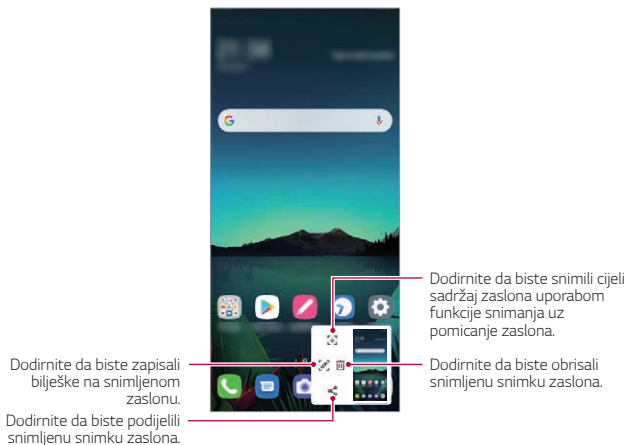 Dodirnite da biste snimili cijeli
sadržaj zaslona uporabom
funkcije snimanja uz
pomicanje zaslona.
Dodirnite da biste zapisali
bilješke na snimljenom
zaslonu.
Dodirnite da biste obrisali
snimljenu snimku zaslona.
Dodirnite da biste podijelili
snimljenu snimku zaslona.